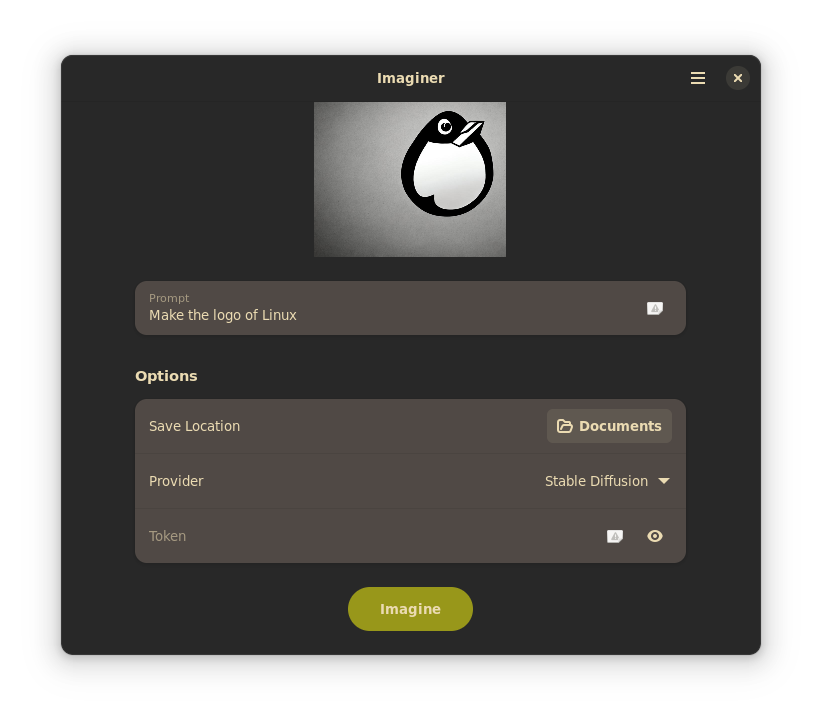 Imaginer
Prompt
Make the logo of Linux
Options
Save Location
Documents
Provider
Stable Diffusion
Token
Imagine